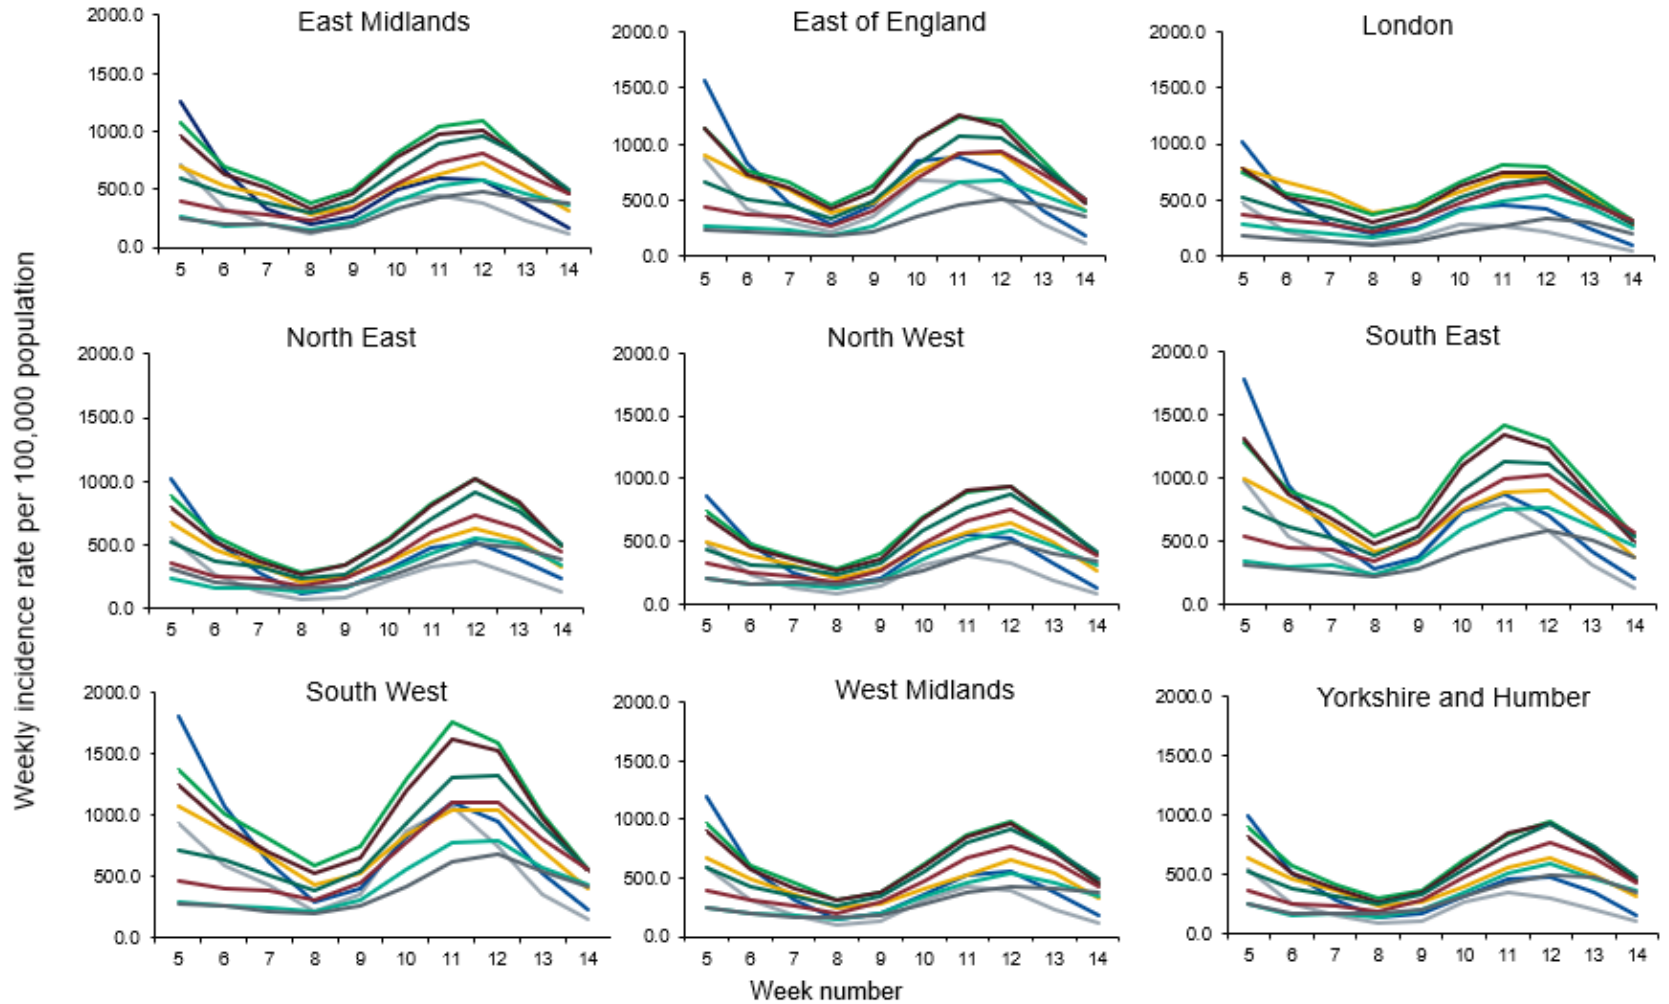 Weekly incidence rate per 100,000 population
East Midlands
2000.0
1500.0
1000.0
500.0
0.0
5 6 7 8 9 10 11 12 13 14
East of England
2000.0
1500.0
1000.0
500.0
0.0
5 6 7 8 9 10 11 12 13 14
London
2000.0
1500.0
1000.0
500.0
0.0
5 6 7 8 9 10 11 12 13 14
North East
2000.0
1500.0
1000.0
500.0
0.0
5 6 7 8 9 10 11 12 13 14
North West
2000.0
1500.0
1000.0
500.0
0.0
5 6 7 8 9 10 11 12 13 14
South East
2000.0
1500.0
1000.0
500.0
0.0
5 6 7 8 9 10 11 12 13 14
South West
2000.0
1500.0
1000.0
500.0
0.0
5 6 7 8 9 10 11 12 13 14
West Midlands
2000.0
1500.0
1000.0
500.0
0.0
5 6 7 8 9 10 11 12 13 14
Yorkshire and Humber
2000.0
1500.0
1000.0
500.0
0.0
5 6 7 8 9 10 11 12 13 14
Week number